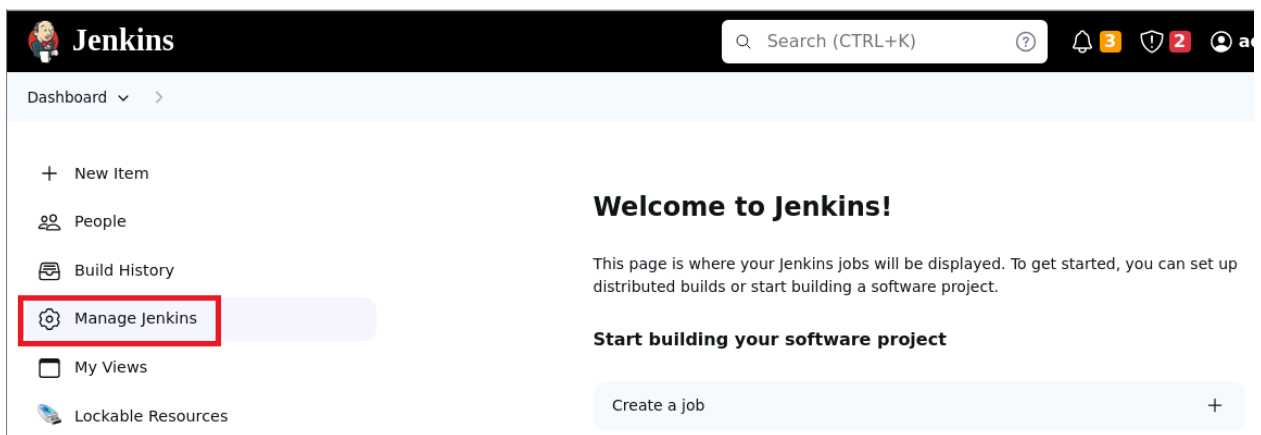 Jenkins
Search (CTRL+K)
3
2
Dashboard
New Item
People
Build History
Manage Jenkins
My Views
Lockable Resources
Welcome to Jenkins!
This page is where your Jenkins jobs will be displayed. To get started, you can set up
distributed builds or start building a software project.
Start building your software project
Create a job